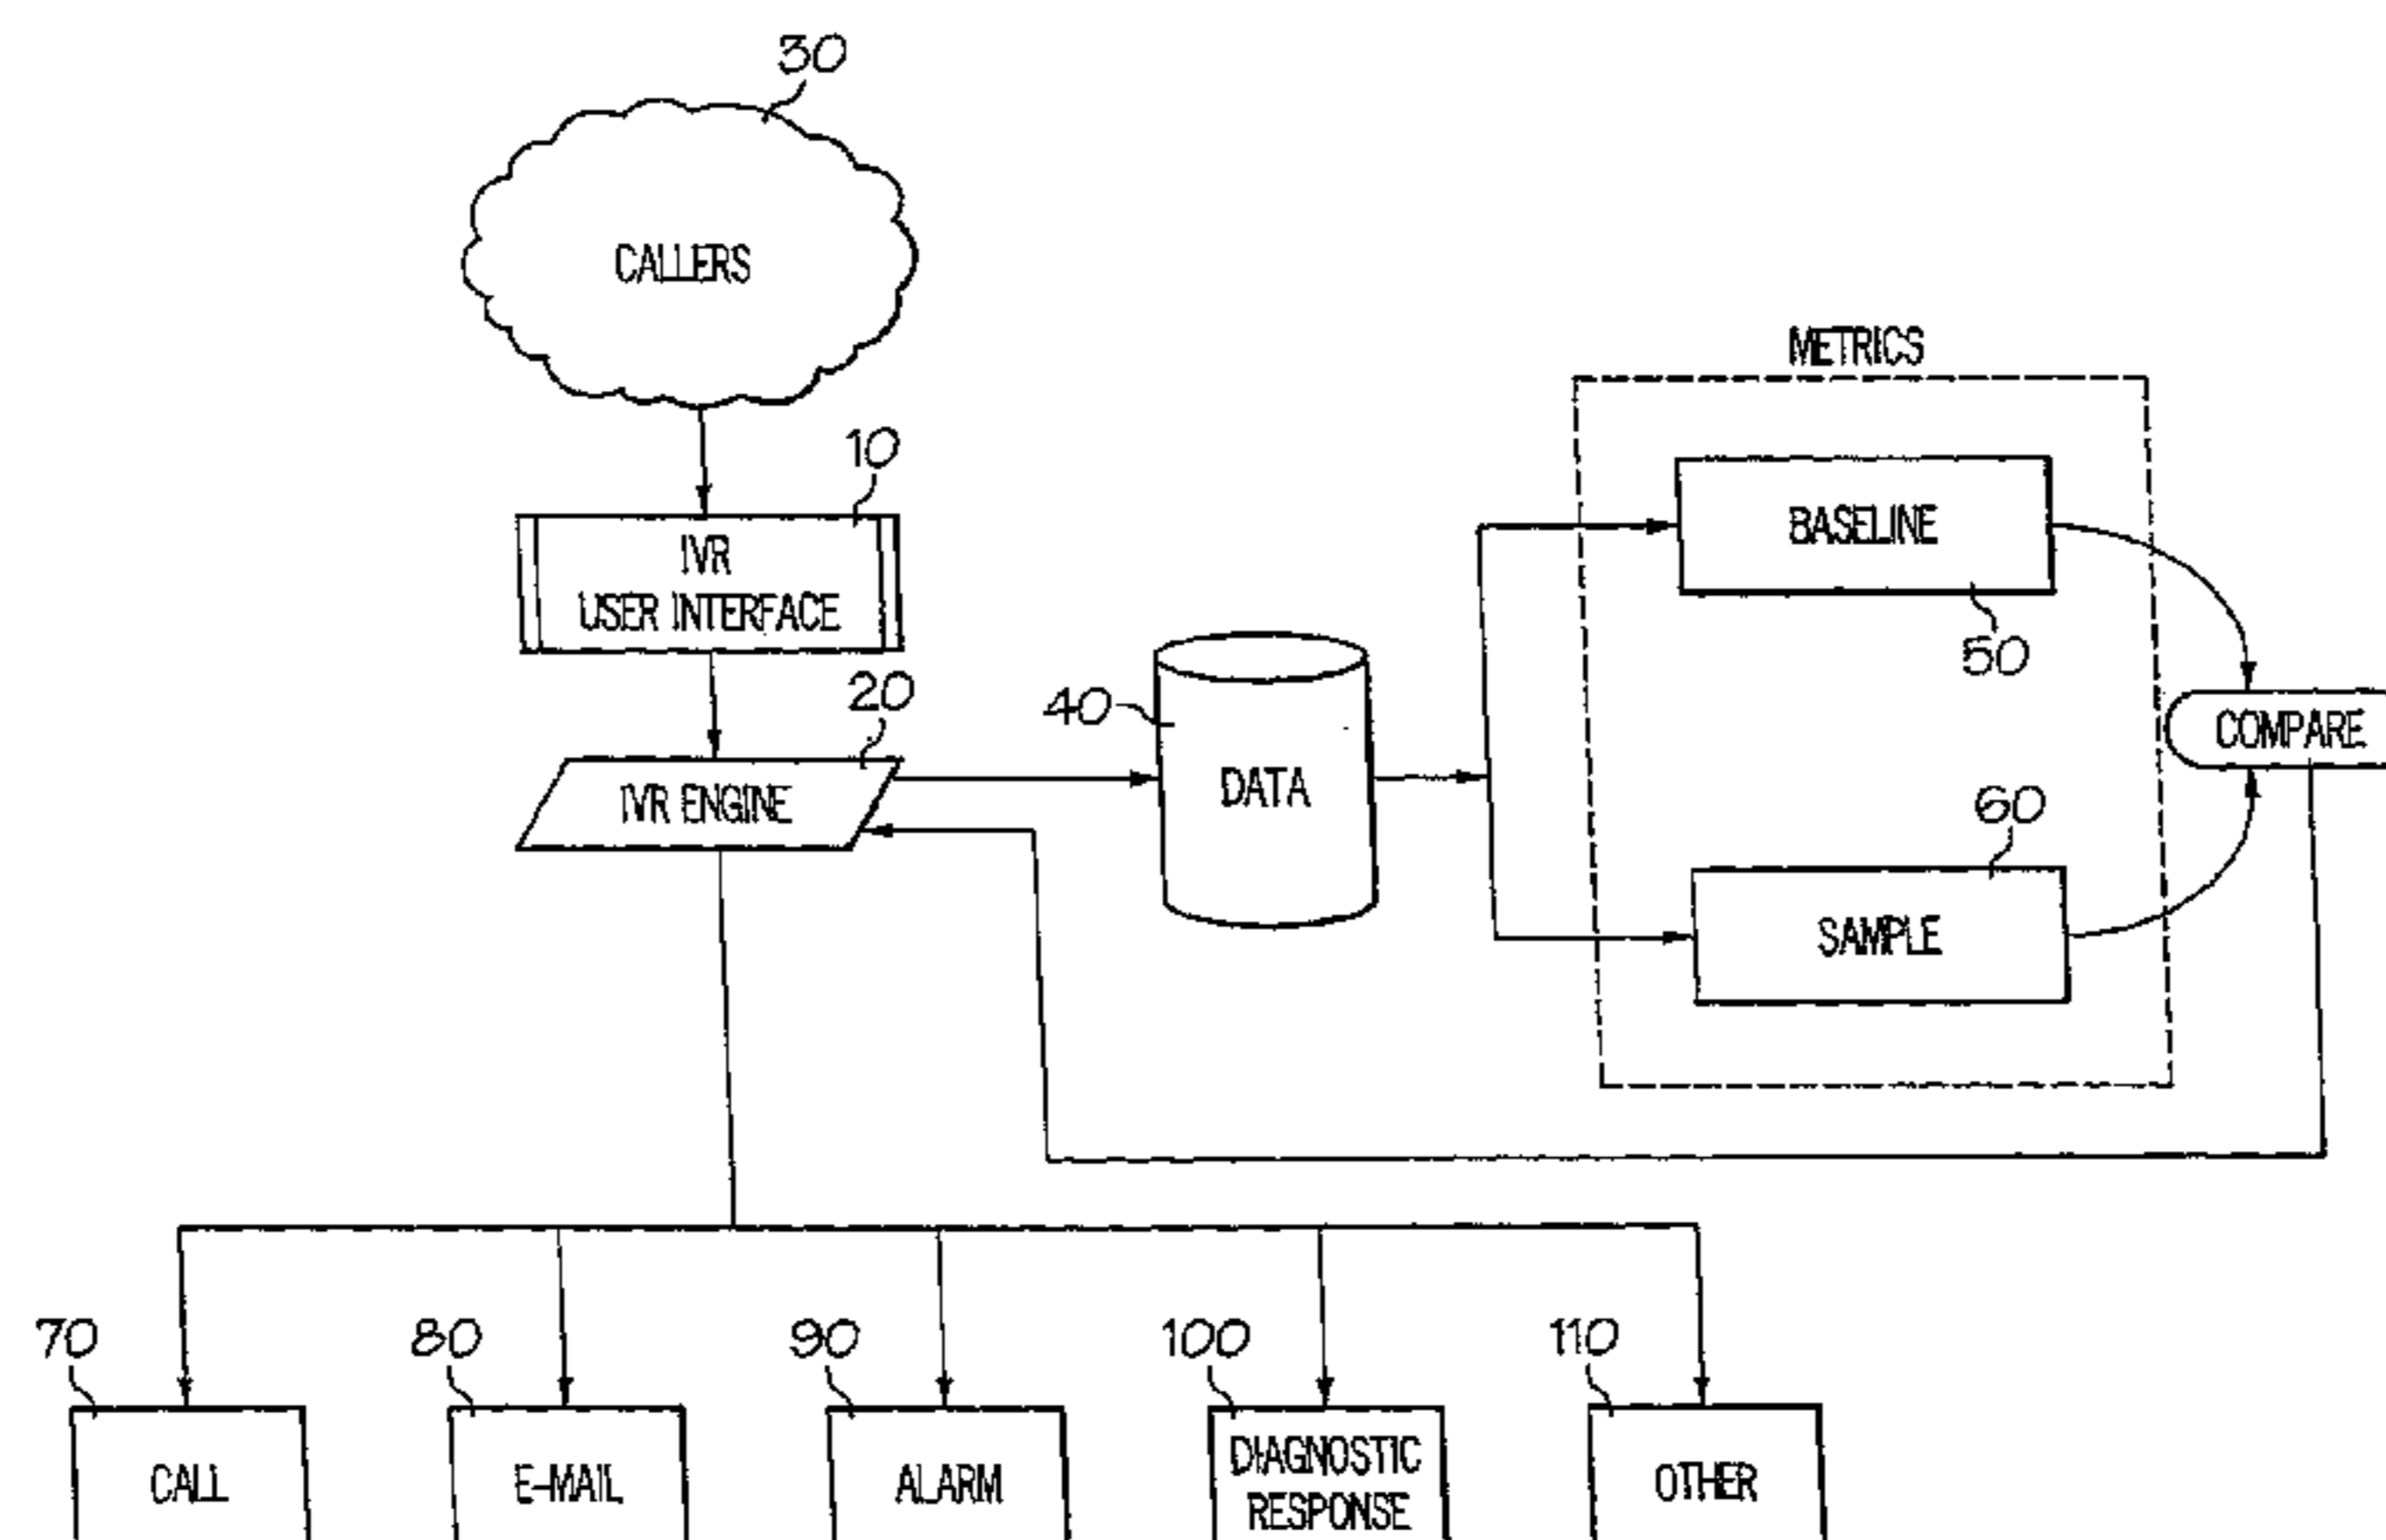 30
CALLERS
10
IVR
USER INTERFACE
20
IVR ENGINE
40
DATA
METRICS
BASELINE
50
COMPARE
60
SAMPLE
70
CALL
80
E-MAIL
90
ALARM
100
DIAGNOSTIC
RESPONSE
110
OTHER